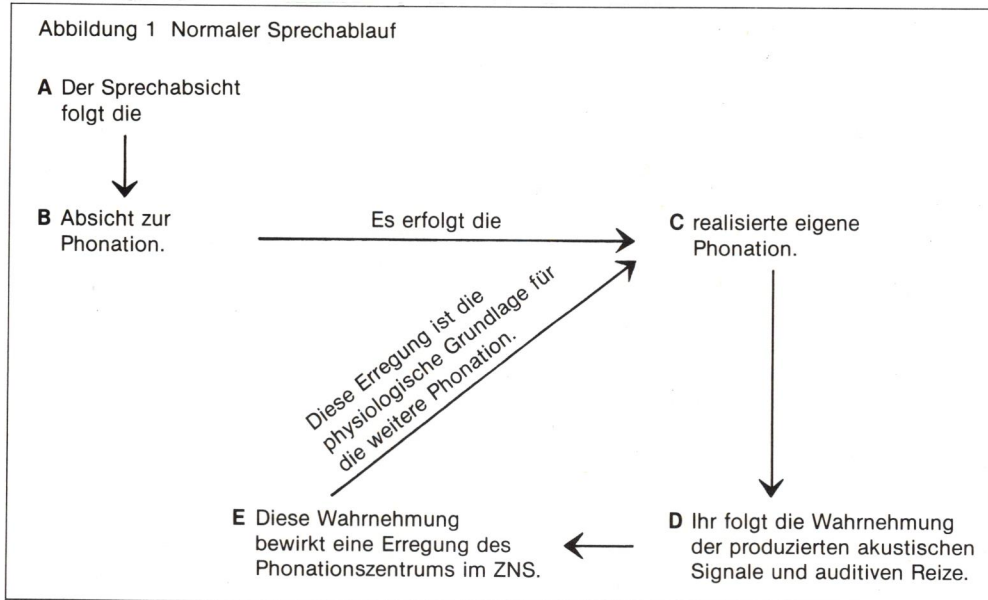 Abbildung 1 Normaler Sprechablauf
A Der Sprechabsicht
folgt die
B Absicht zur
Phonation.
Es erfolgt die
C realisierte eigene
Phonation.
Diese Erregung ist die
physiologische Grundlage für
die weitere Phonation.
E Diese Wahrnehmung
bewirkt eine Erregung des
Phonationszentrums im ZNS.
D Ihr folgt die Wahrnehmung
der produzierten akustischen
Signale und auditiven Reize.